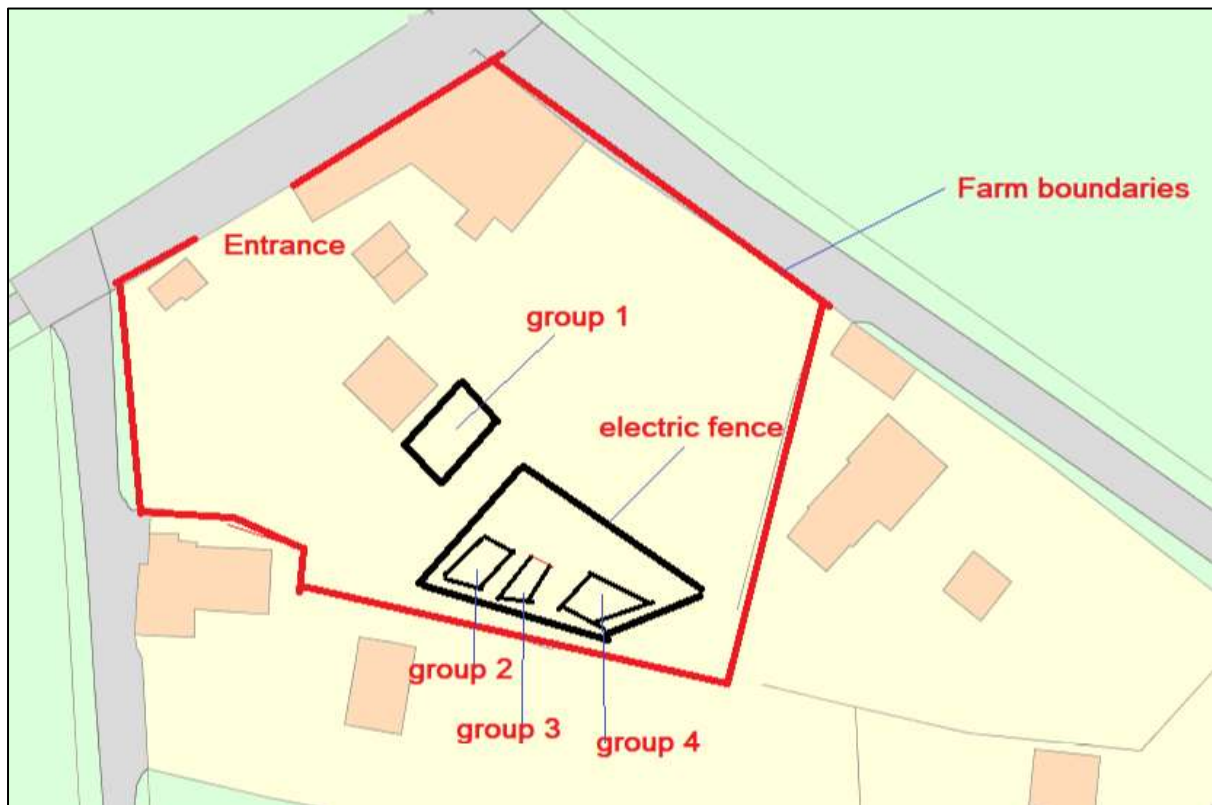 Farm boundaries
Entrance
group 1
electric fence
group 2
group 3
group 4